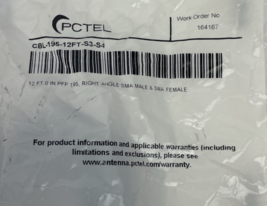 PCTEL
Work Order No
164167
CBL-195-12FT-S3-S4
12 FT 0 IN PFP 195, RIGHT ANGLE SMA MALE & SMA FEMALE
For product information and applicable warranties (including
limitations and exclusions), please see
www.antenna.pctel.com/warranty.